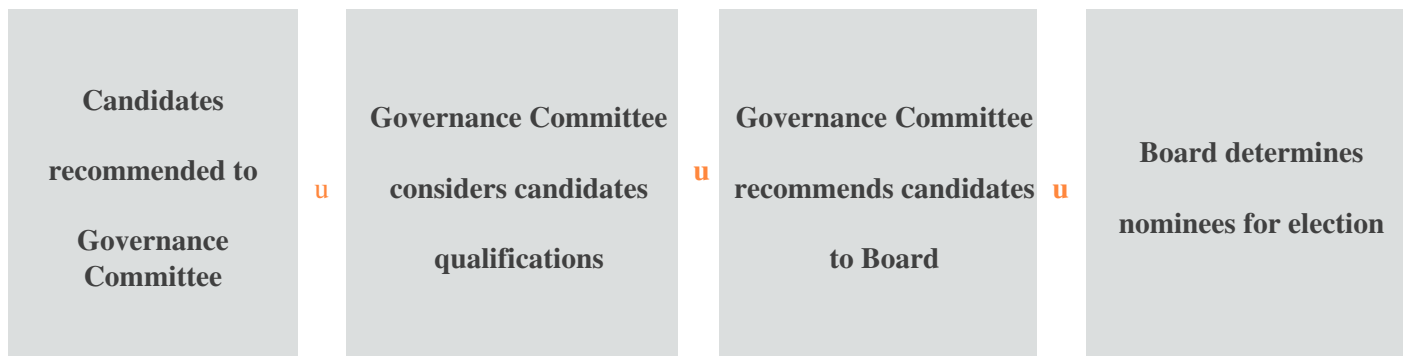 Candidates
recommended to
Governance
Committee
u
Governance Committee
considers candidates
qualifications
u
Governance Committee
recommends candidates
to Board
u
Board determines
nominees for election